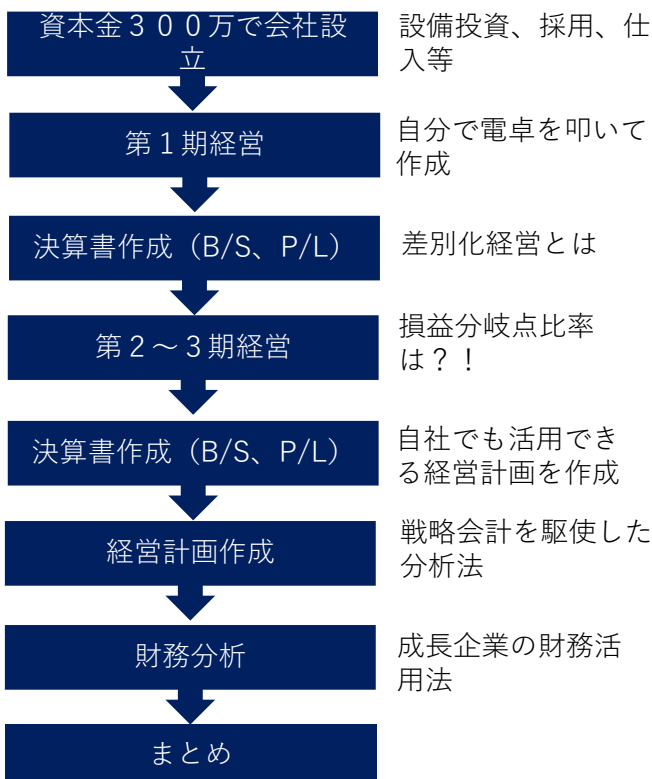 資本金３００万で会社設
立
設備投資、採用、仕
入等
第１期経営
自分で電卓を叩いて
作成
決算書作成（B/S、P/L）
差別化経営とは
第２～３期経営
損益分岐点比率
は？！
決算書作成（B/S、P/L）
自社でも活用でき
る経営計画を作成
経営計画作成
戦略会計を駆使した
分析法
財務分析
成長企業の財務活
用法
まとめ